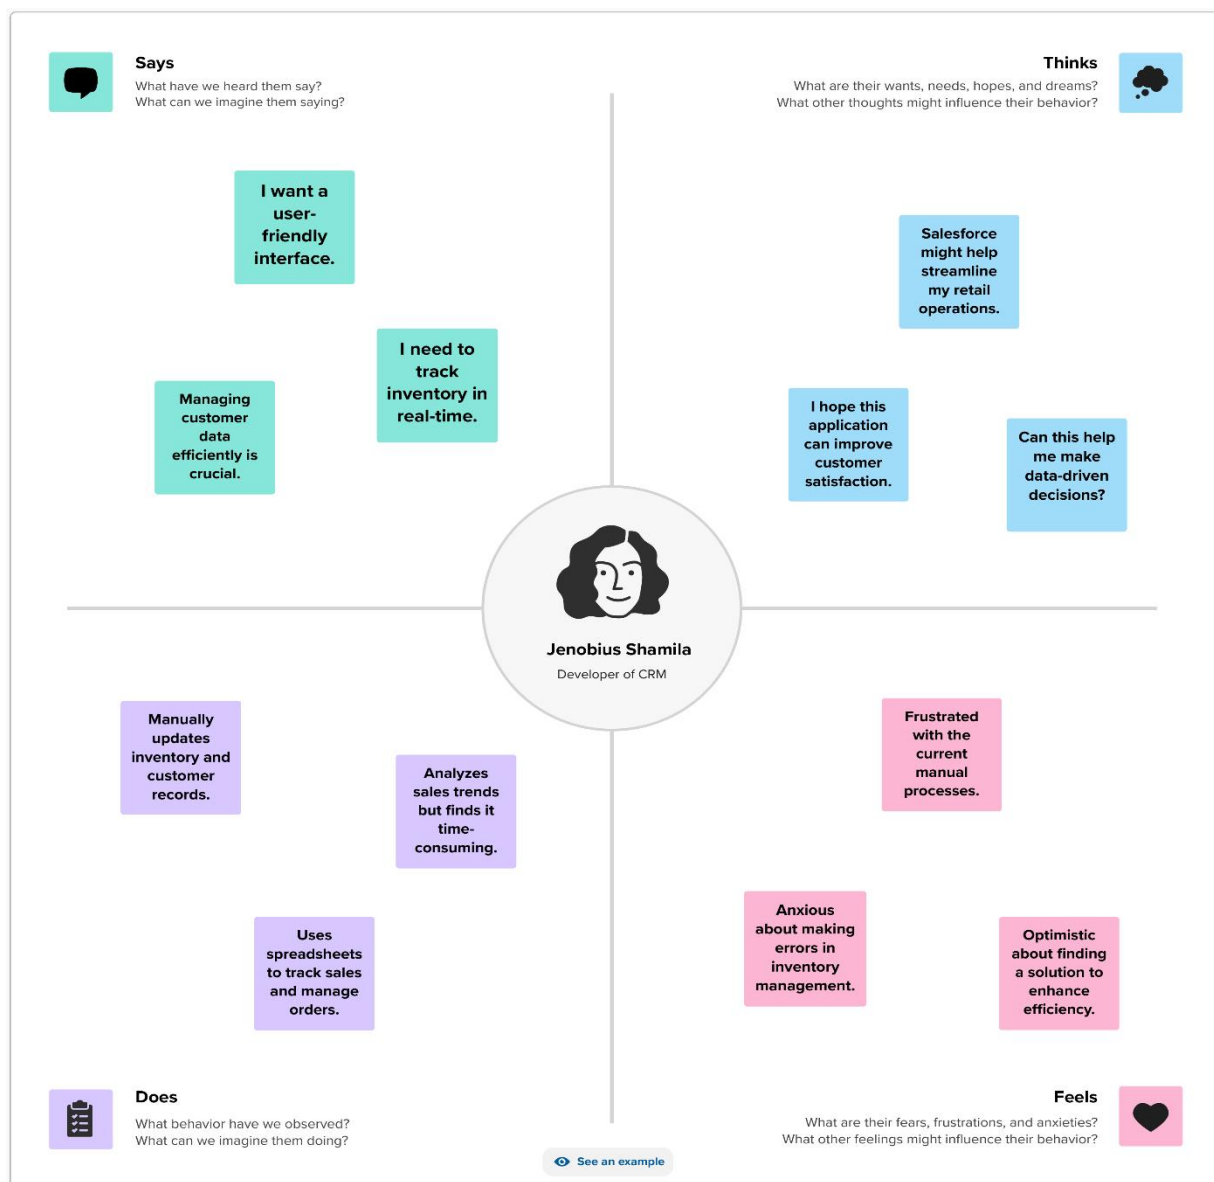 Says
What have we heard them say?
What can we imagine them saying?
Thinks
What are their wants, needs, hopes, and dreams?
What other thoughts might influence their behavior?
I want a
user-
friendly
interface.
I need to
track
inventory in
real-time.
Managing
customer
data
efficiently is
crucial.
Salesforce
might help
streamline
my retail
operations.
I hope this
application
can improve
customer
satisfaction.
Can this help
me make
data-driven
decisions?
Jenobius Shamila
Developer of CRM
Manually
updates
inventory and
customer
records.
Analyzes
sales trends
but finds it
time-
consuming.
Uses
spreadsheets
to track sales
and manage
orders.
Frustrated
with the
current
manual
processes.
Anxious
about making
errors in
inventory
management.
Optimistic
about finding
a solution to
enhance
efficiency.
Does
What behavior have we observed?
What can we imagine them doing?
Feels
What are their fears, frustrations, and anxieties?
What other feelings might influence their behavior?
See an example